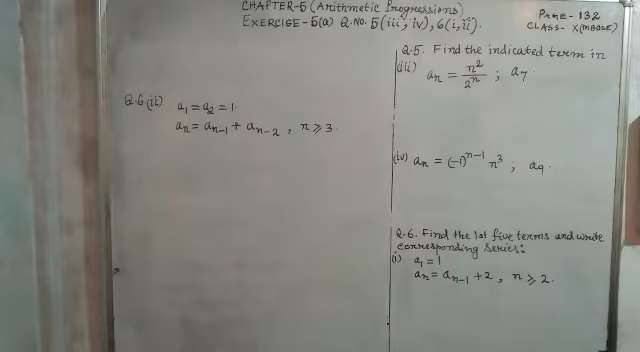 CHAPTER-5 (Arithmetic Progressions)
EXERCISE-5(a) Q.NO. 5(iii, iv), 6(i,ii).
PAGE-132
CLASS- X(MBOSE)
Q.5. Find the indicated term in
(iii) aₙ = n²/2ⁿ ; a₇.
(iv) aₙ = (-1)ⁿ⁻¹ n³ ; a₉.
Q.6. Find the 1st five terms and write
corresponding series:
(i) a₁ = 1
aₙ = aₙ₋₁ + 2 , n ⩾ 2.
Q.6(ii) a₁ = a₂ = 1.
aₙ = aₙ₋₁ + aₙ₋₂ , n ⩾ 3.